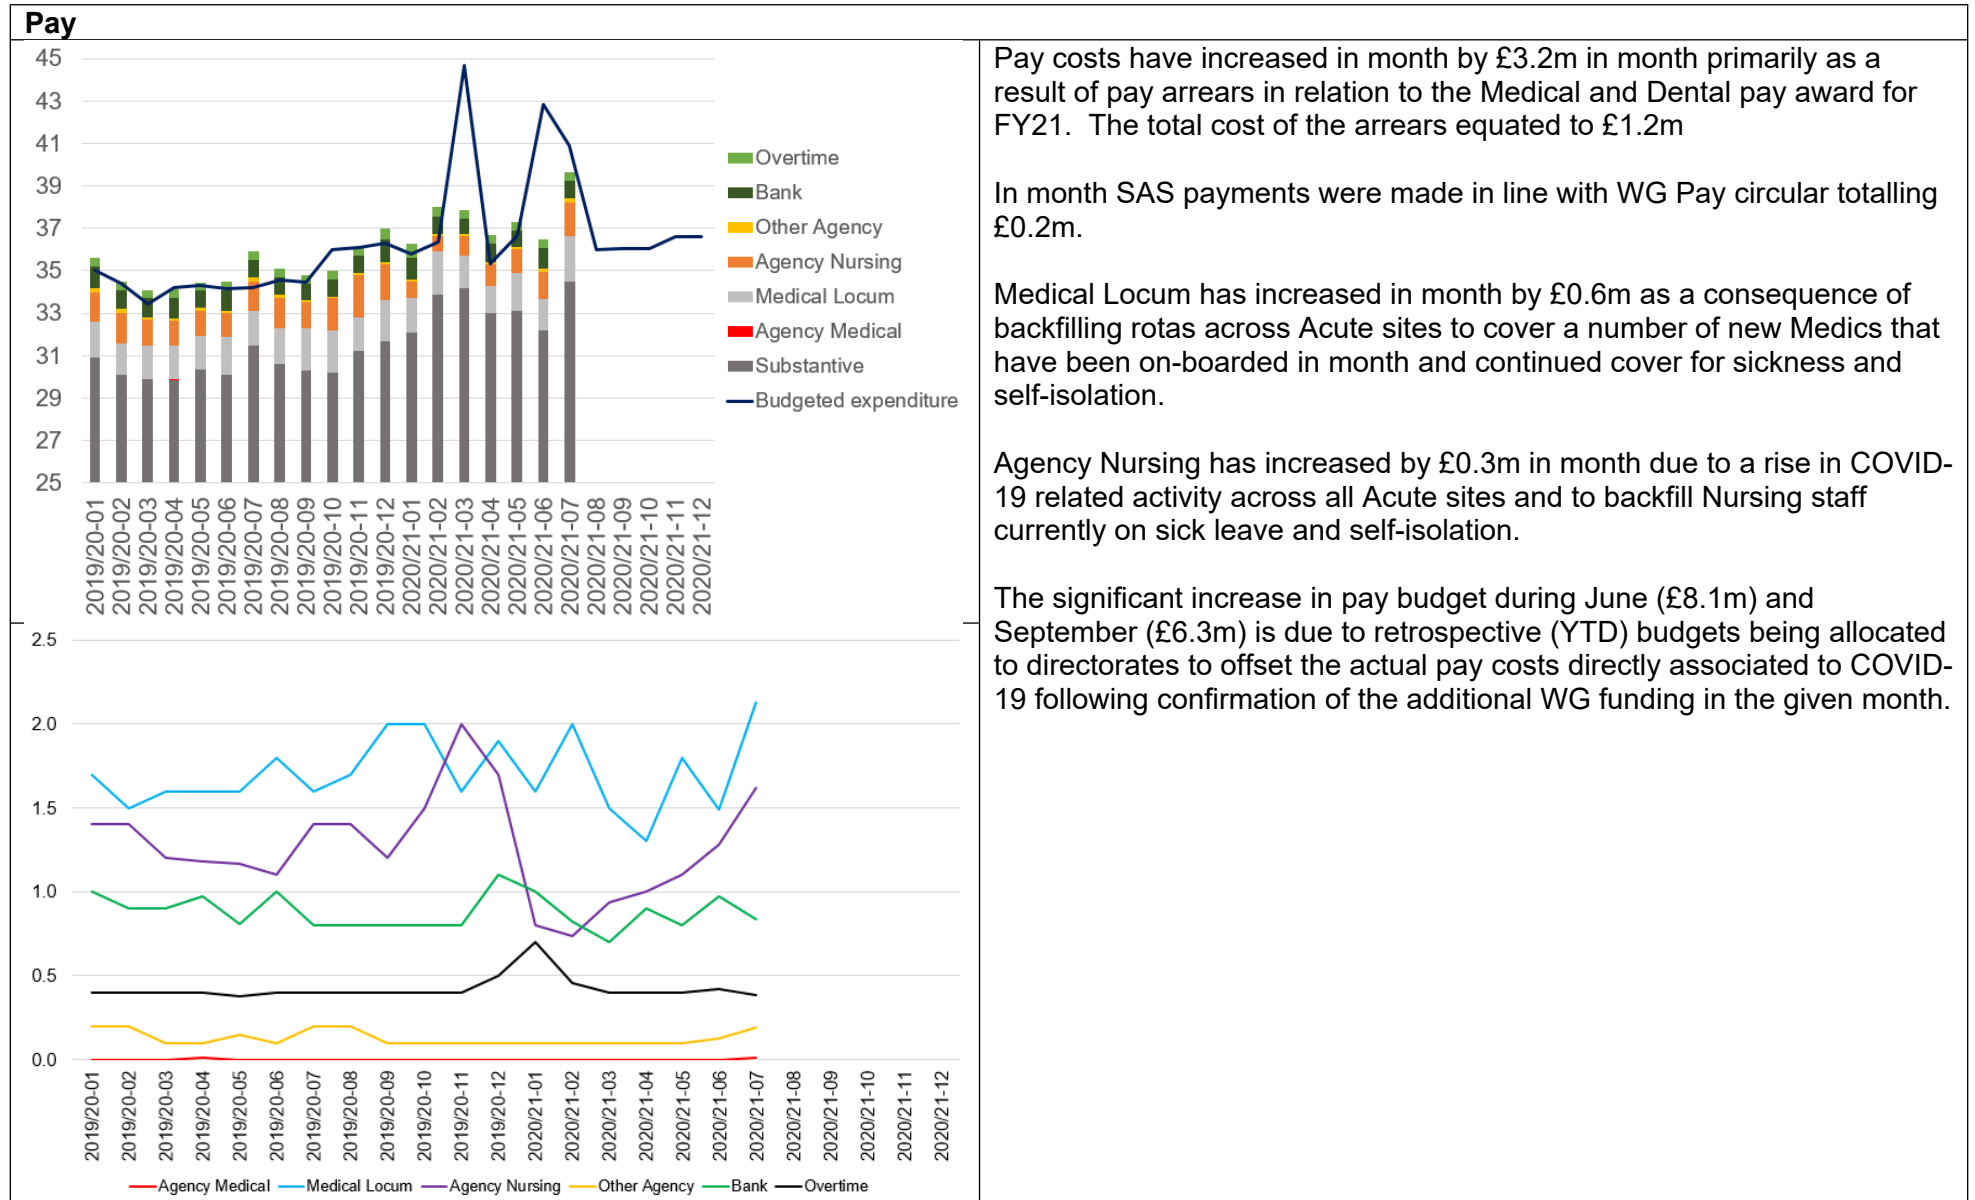 Pay
45
43
41
39
37
35
33
31
29
27
25
2019/20-01
2019/20-02
2019/20-03
2019/20-04
2019/20-05
2019/20-06
2019/20-07
2019/20-08
2019/20-09
2019/20-10
2019/20-11
2019/20-12
2020/21-01
2020/21-02
2020/21-03
2020/21-04
2020/21-05
2020/21-06
2020/21-07
2020/21-08
2020/21-09
2020/21-10
2020/21-11
2020/21-12
Overtime
Bank
Other Agency
Agency Nursing
Medical Locum
Agency Medical
Substantive
Budgeted expenditure
2.5
2.0
1.5
1.0
0.5
0.0
2019/20-01
2019/20-02
2019/20-03
2019/20-04
2019/20-05
2019/20-06
2019/20-07
2019/20-08
2019/20-09
2019/20-10
2019/20-11
2019/20-12
2020/21-01
2020/21-02
2020/21-03
2020/21-04
2020/21-05
2020/21-06
2020/21-07
2020/21-08
2020/21-09
2020/21-10
2020/21-11
2020/21-12
Agency Medical Medical Locum Agency Nursing Other Agency Bank Overtime
Pay costs have increased in month by £3.2m in month primarily as a
result of pay arrears in relation to the Medical and Dental pay award for
FY21. The total cost of the arrears equated to £1.2m
In month SAS payments were made in line with WG Pay circular totalling
£0.2m.
Medical Locum has increased in month by £0.6m as a consequence of
backfilling rotas across Acute sites to cover a number of new Medics that
have been on-boarded in month and continued cover for sickness and
self-isolation.
Agency Nursing has increased by £0.3m in month due to a rise in COVID-
19 related activity across all Acute sites and to backfill Nursing staff
currently on sick leave and self-isolation.
The significant increase in pay budget during June (£8.1m) and
September (£6.3m) is due to retrospective (YTD) budgets being allocated
to directorates to offset the actual pay costs directly associated to COVID-
19 following confirmation of the additional WG funding in the given month.